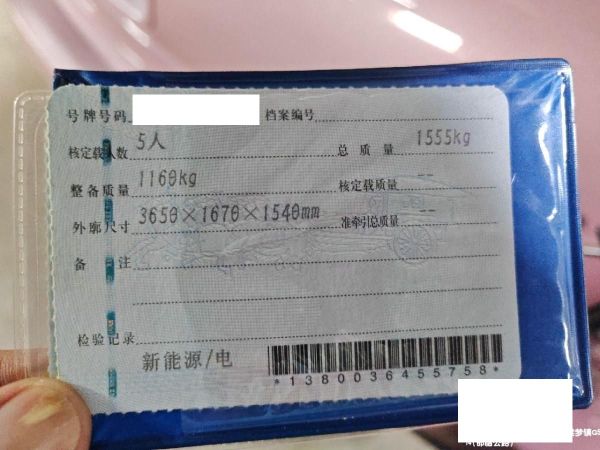 号牌号码 档案编号
核定载人数 5人 总质量 1555kg
整备质量 1160kg 核定载质量 --
外廓尺寸 3650×1670×1540mm 准牵引总质量 --
备注
检验记录
新能源/电
*1380036455758*